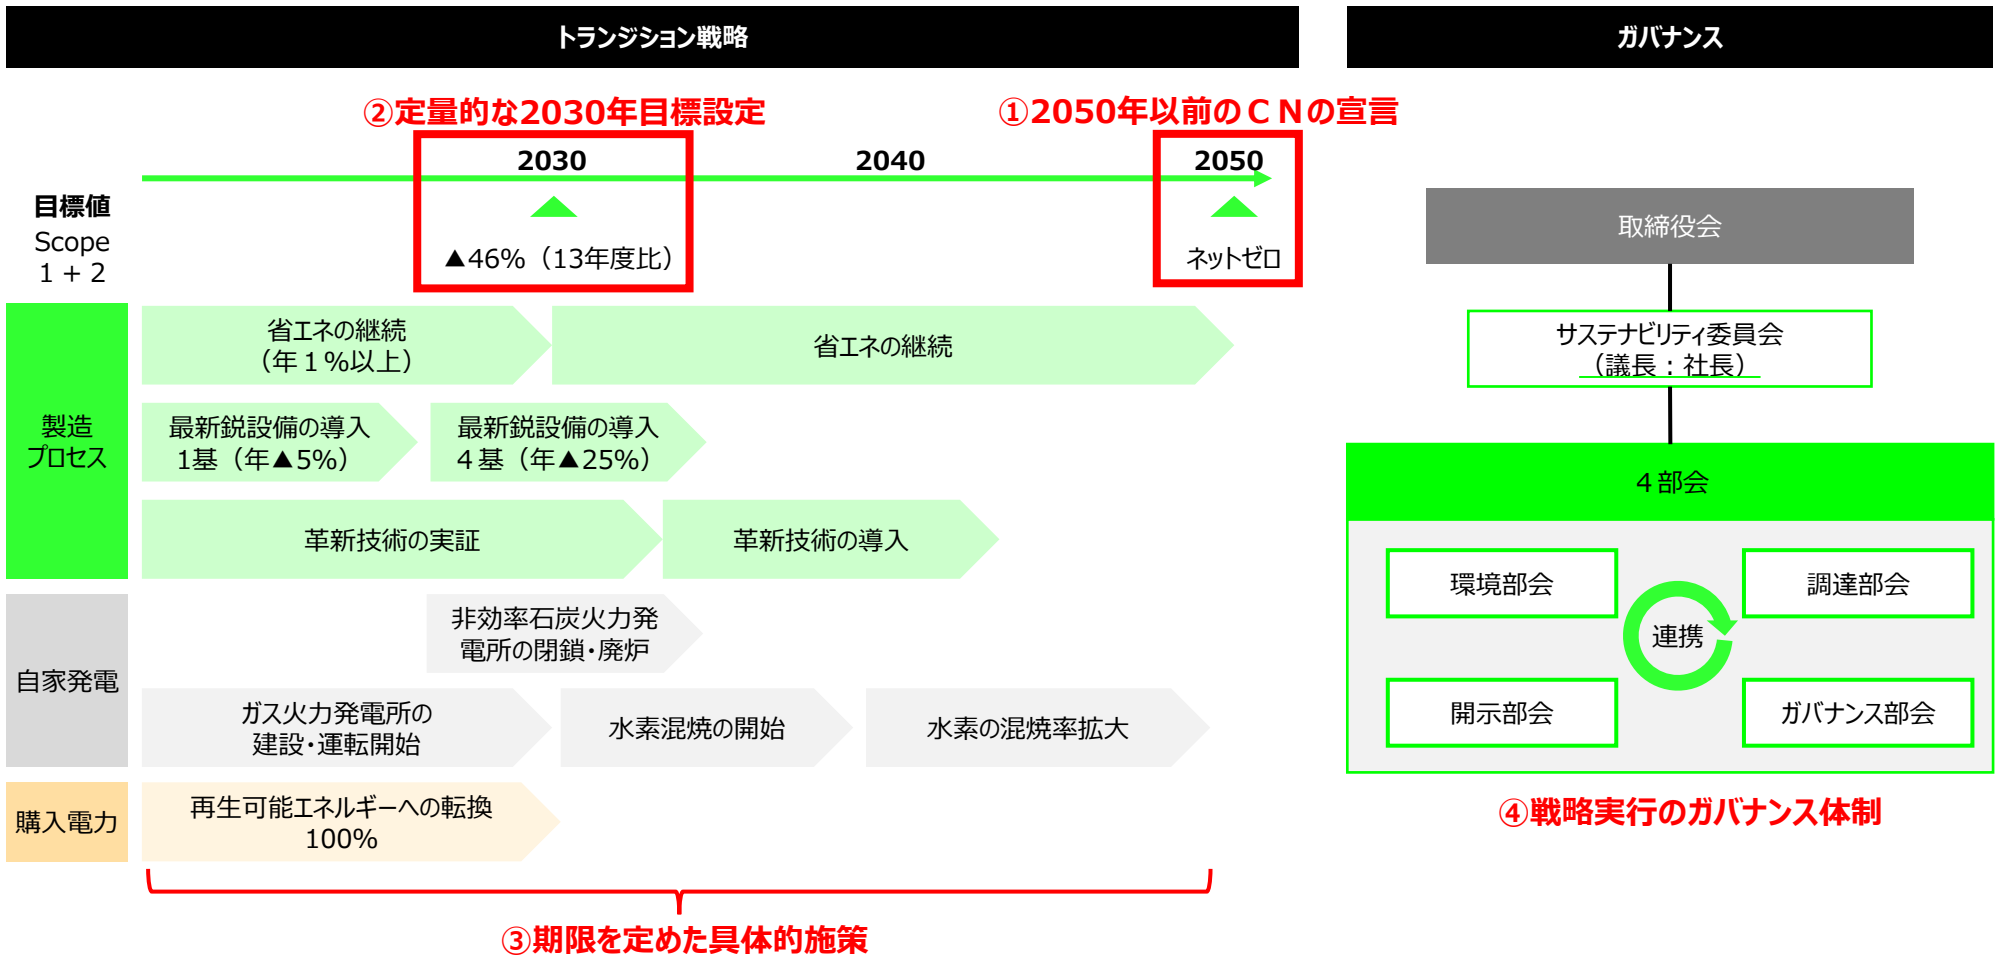 トランジション戦略
ガバナンス
②定量的な2030年目標設定
①2050年以前のＣＮの宣言
2030
2040
2050
目標値
Scope
1 + 2
▲46%（13年度比）
ネットゼロ
製造
プロセス
省エネの継続
（年１%以上）
省エネの継続
最新鋭設備の導入
1基（年▲5%）
最新鋭設備の導入
４基（年▲25%）
革新技術の実証
革新技術の導入
自家発電
非効率石炭火力発
電所の閉鎖・廃炉
ガス火力発電所の
建設・運転開始
水素混焼の開始
水素の混焼率拡大
購入電力
再生可能エネルギーへの転換
100%
③期限を定めた具体的施策
取締役会
サステナビリティ委員会
（議長：社長）
４部会
環境部会
調達部会
連携
開示部会
ガバナンス部会
④戦略実行のガバナンス体制